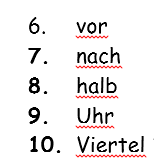 6. vor
7. nach
8. halb
9. Uhr
10. Viertel